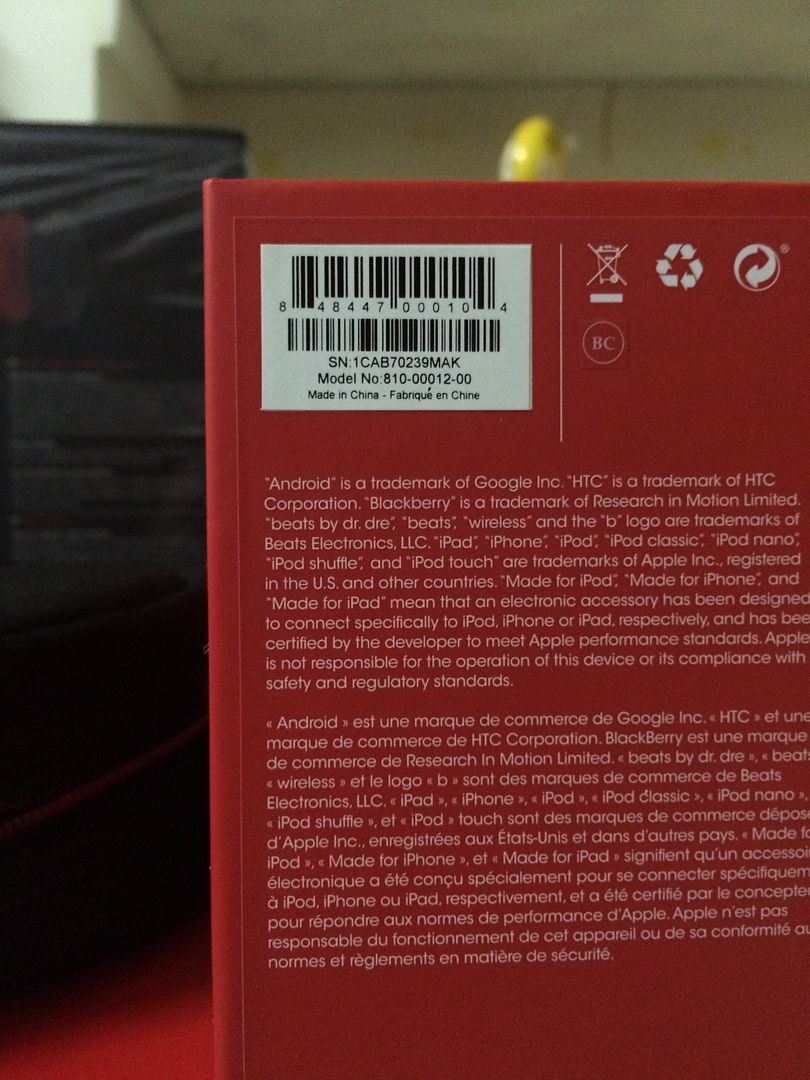 8 48447 00010 4
SN:1CAB70239MAK
Model No:810-00012-00
Made in China - Fabriqué en Chine
®
BC
"Android" is a trademark of Google Inc. "HTC" is a trademark of HTC
Corporation. "Blackberry" is a trademark of Research in Motion Limited.
"beats by dr. dre", "beats", "wireless" and the "b" logo are trademarks of
Beats Electronics, LLC. "iPad", "iPhone", "iPod", "iPod classic", "iPod nano",
"iPod shuffle", and "iPod touch" are trademarks of Apple Inc., registered
in the U.S. and other countries. "Made for iPod", "Made for iPhone", and
"Made for iPad" mean that an electronic accessory has been designed
to connect specifically to iPod, iPhone or iPad, respectively, and has bee
certified by the developer to meet Apple performance standards. Apple
is not responsible for the operation of this device or its compliance with
safety and regulatory standards.
« Android » est une marque de commerce de Google Inc. « HTC » et une
marque de commerce de HTC Corporation. BlackBerry est une marque
de commerce de Research In Motion Limited. « beats by dr. dre », « beats
« wireless » et le logo « b » sont des marques de commerce de Beats
Electronics, LLC. « iPad », « iPhone », « iPod », « iPod classic », « iPod nano »,
« iPod shuffle », et « iPod » touch sont des marques de commerce dépos
d'Apple Inc., enregistrées aux États-Unis et dans d'autres pays. « Made fo
iPod », « Made for iPhone », et « Made for iPad » signifient qu'un accessoi
électronique a été conçu spécialement pour se connecter spécifiquem
à iPod, iPhone ou iPad, respectivement, et a été certifié par le concepte
pour répondre aux normes de performance d'Apple. Apple n'est pas
responsable du fonctionnement de cet appareil ou de sa conformité au
normes et règlements en matière de sécurité.